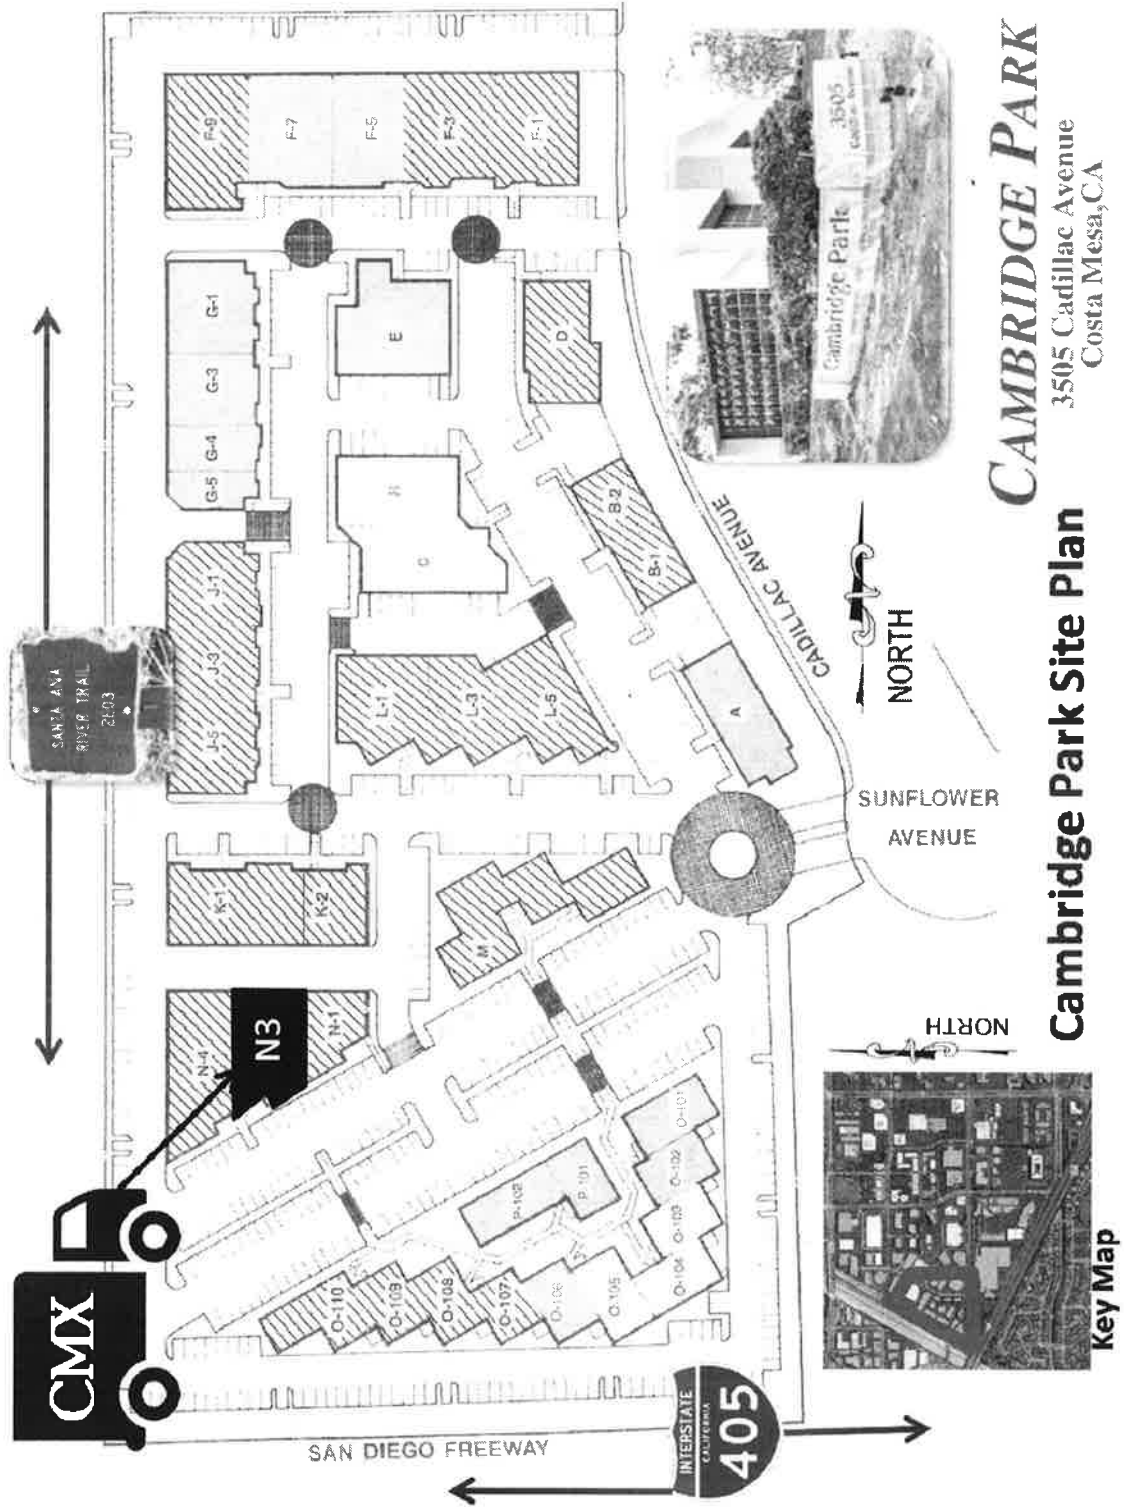 CAMBRIDGE PARK
3505 Cadillac Avenue
Costa Mesa, CA
Cambridge Park Site Plan
SANTA ANA
RIVER TRAIL
2603
CMX
N3
N-4
N-1
K-1
K-2
J-5
J-3
J-1
G-5
G-4
G-3
G-1
F-9
F-7
F-5
F-3
F-1
E
D
C
B-2
B-1
A
L-1
L-3
L-5
M
O-110
O-109
O-108
O-107
O-106
O-105
O-104
O-103
O-102
O-101
P-102
P-101
CADILLAC AVENUE
SUNFLOWER
AVENUE
SAN DIEGO FREEWAY
INTERSTATE
CALIFORNIA
405
NORTH
NORTH
Key Map
Cambridge Park
3505